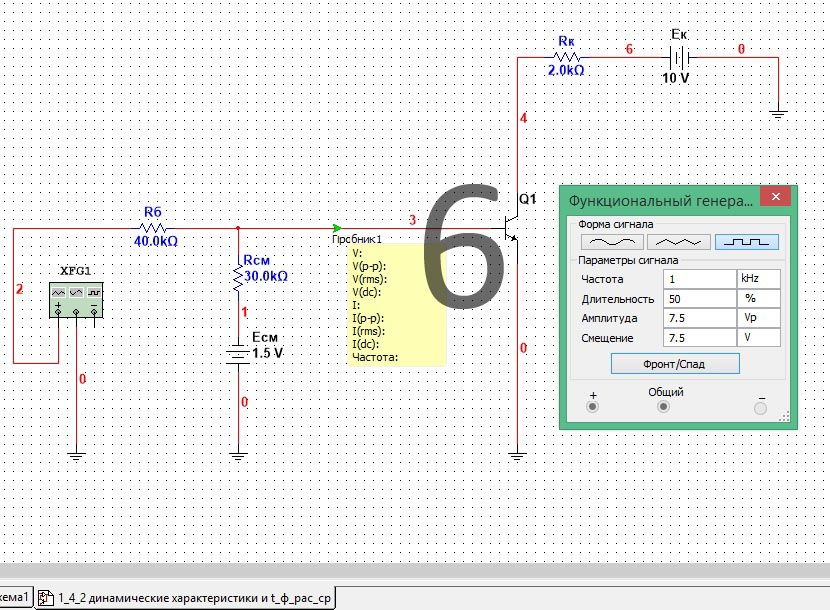 Rк
2.0kΩ
6
Eк
10 V
0
4
Q1
6
Rб
40.0kΩ
3
Пробник1
V:
V(p-p):
V(rms):
V(dc):
I:
I(p-p):
I(rms):
I(dc):
Частота:
XFG1
2
Rсм
30.0kΩ
1
Eсм
1.5 V
0
0
0
Функциональный генера...
Форма сигнала
Параметры сигнала
Частота 1 kHz
Длительность 50 %
Амплитуда 7.5 Vp
Смещение 7.5 V
Фронт/Спад
+ Общий −
хема1 1_4_2 динамические характеристики и t_ф_рас_ср